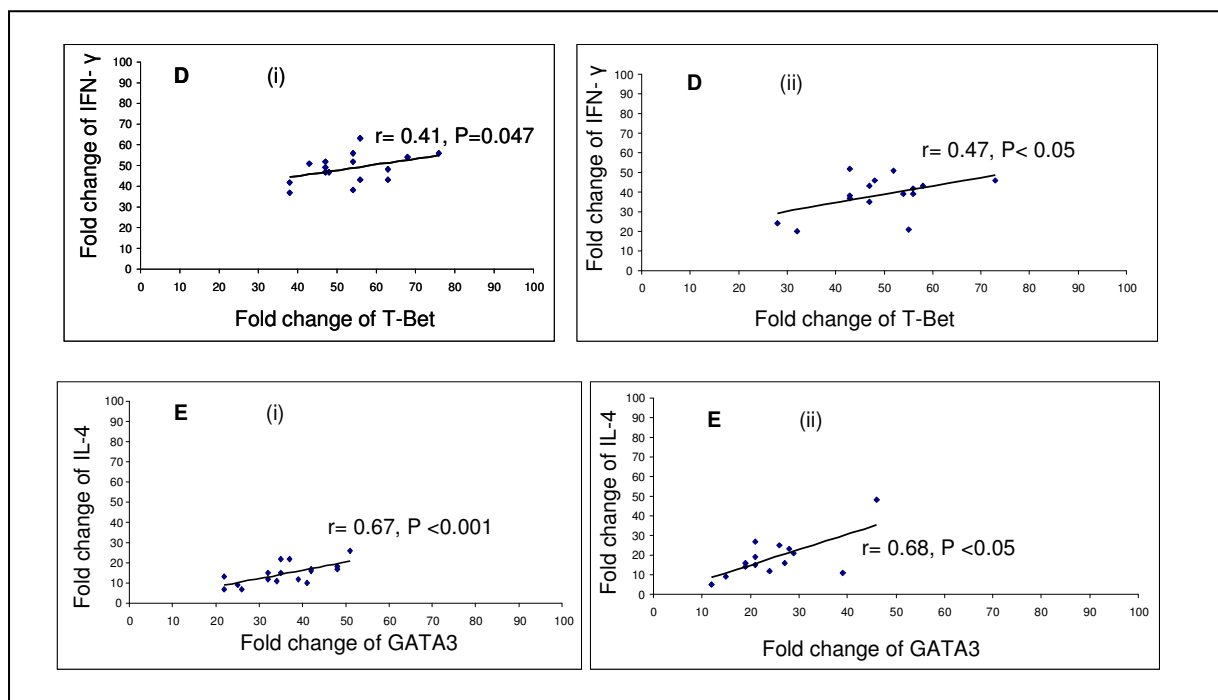 D (i)
Fold change of IFN- γ
100
90
80
70
60
50
40
30
20
10
0
r= 0.41, P=0.047
0 10 20 30 40 50 60 70 80 90 100
Fold change of T-Bet
D (ii)
Fold change of IFN- γ
100
90
80
70
60
50
40
30
20
10
0
r= 0.47, P< 0.05
0 10 20 30 40 50 60 70 80 90 100
Fold change of T-Bet
E (i)
Fold change of IL-4
100
90
80
70
60
50
40
30
20
10
0
r= 0.67, P <0.001
0 10 20 30 40 50 60 70 80 90 100
Fold change of GATA3
E (ii)
Fold change of IL-4
100
90
80
70
60
50
40
30
20
10
0
r= 0.68, P <0.05
0 10 20 30 40 50 60 70 80 90 100
Fold change of GATA3